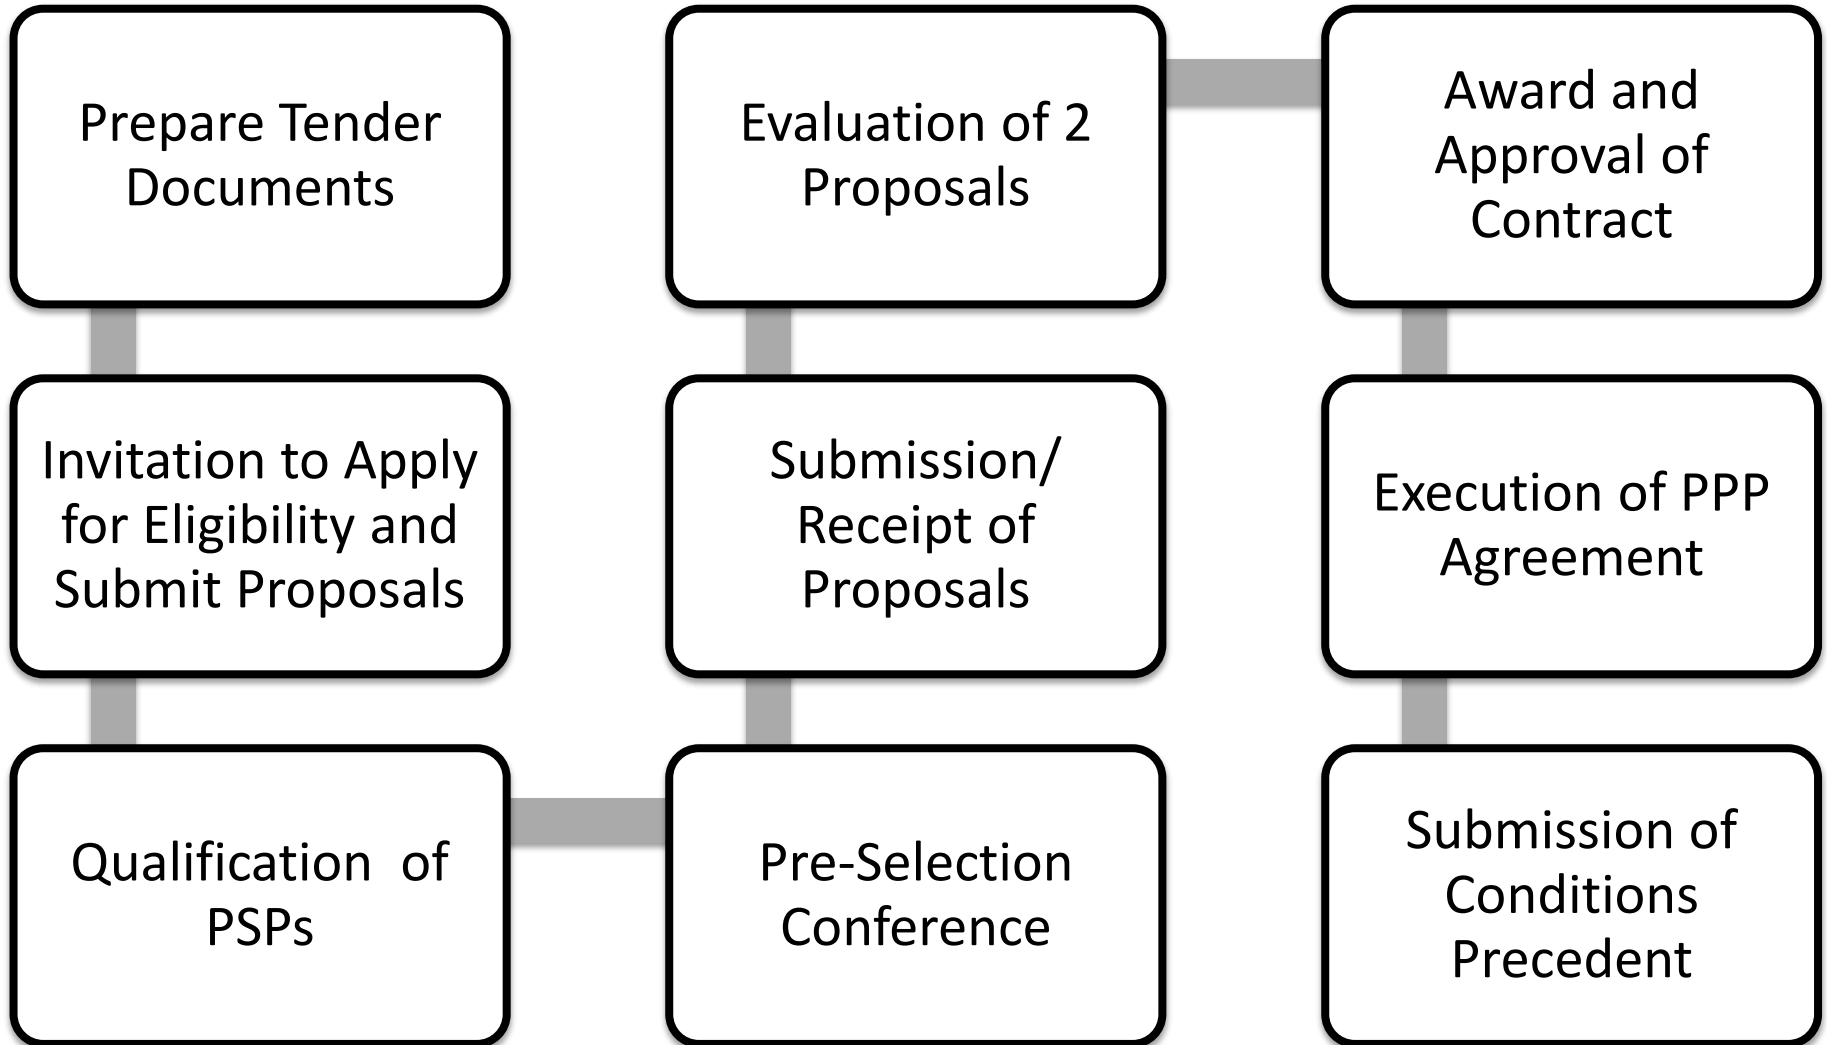 Prepare Tender
Documents
Invitation to Apply
for Eligibility and
Submit Proposals
Qualification  of
PSPs
Pre-Selection
Conference
Submission/
Receipt of
Proposals
Evaluation of 2
Proposals
Award and
Approval of
Contract
Execution of PPP
Agreement
Submission of
Conditions
Precedent